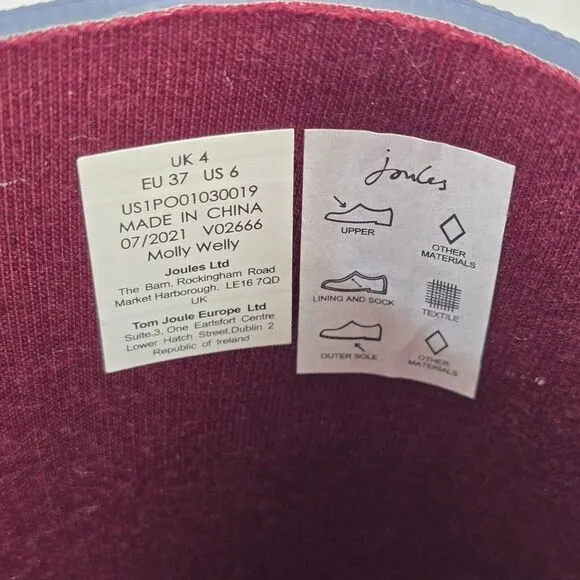 UK 4
EU 37 US 6
US1PO01030019
MADE IN CHINA
07/2021 V02666
Molly Welly
Joules Ltd
The Barn, Rockingham Road
Market Harborough, LE16 7QD
UK
Tom Joule Europe Ltd
Suite,3, One Earlsfort Centre
Lower Hatch Street,Dublin 2
Republic of Ireland
Joules
UPPER
OTHER
MATERIALS
LINING AND SOCK
TEXTILE
OUTER SOLE
OTHER
MATERIALS